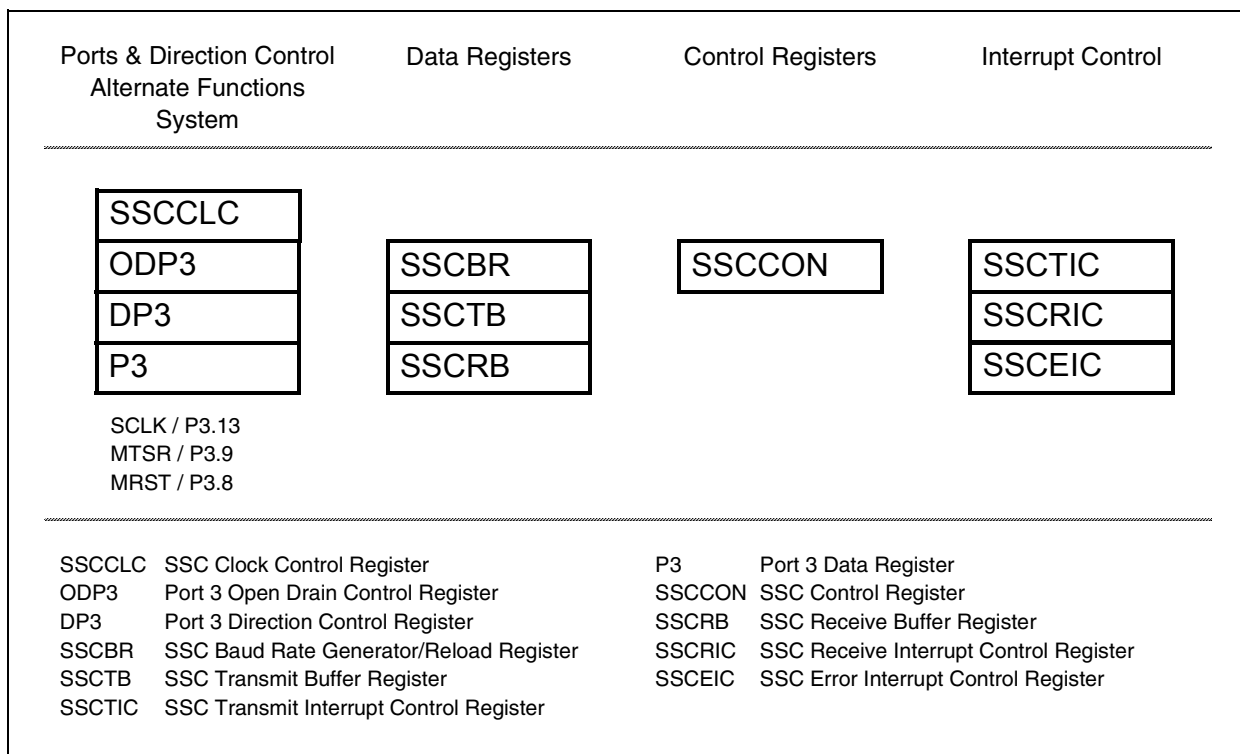 Ports & Direction Control
Alternate Functions
System
Data Registers
Control Registers
Interrupt Control
SSCCLC
ODP3
DP3
P3
SCLK / P3.13
MTSR / P3.9
MRST / P3.8
SSCBR
SSCTB
SSCRB
SSCCON
SSCTIC
SSCRIC
SSCEIC
SSCCLC SSC Clock Control Register
ODP3 Port 3 Open Drain Control Register
DP3 Port 3 Direction Control Register
SSCBR SSC Baud Rate Generator/Reload Register
SSCTB SSC Transmit Buffer Register
SSCTIC SSC Transmit Interrupt Control Register
P3 Port 3 Data Register
SSCCON SSC Control Register
SSCRB SSC Receive Buffer Register
SSCRIC SSC Receive Interrupt Control Register
SSCEIC SSC Error Interrupt Control Register